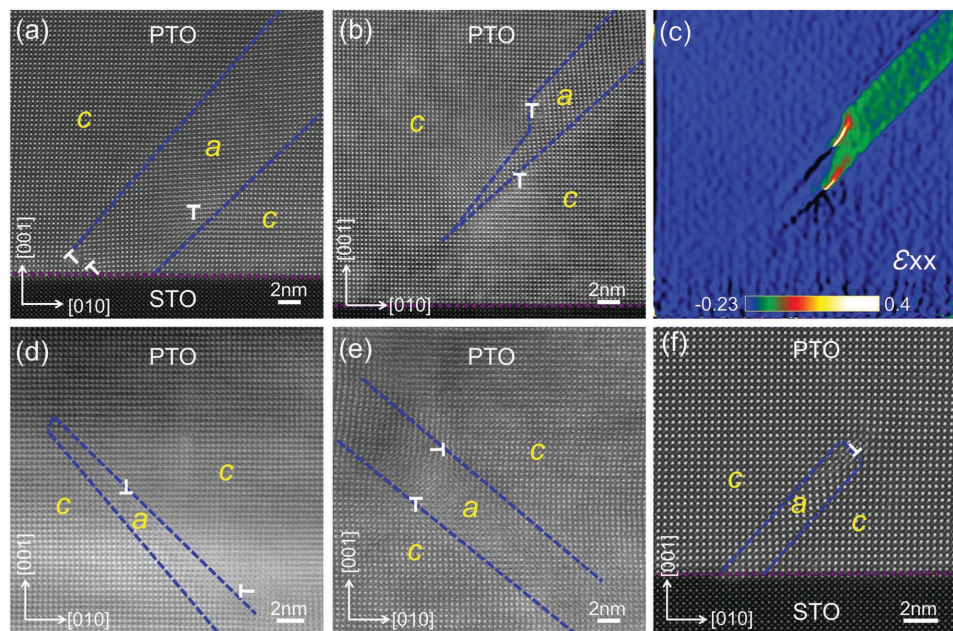 (a)
PTO
c
a
c
[001]
[010]
STO
2nm
(b)
PTO
c
a
c
[001]
[010]
2nm
(c)
εxx
-0.23
0.4
(d)
PTO
c
c
a
[001]
[010]
2nm
(e)
PTO
c
a
c
[001]
[010]
2nm
(f)
PTO
c
a
c
[001]
[010]
STO
2nm